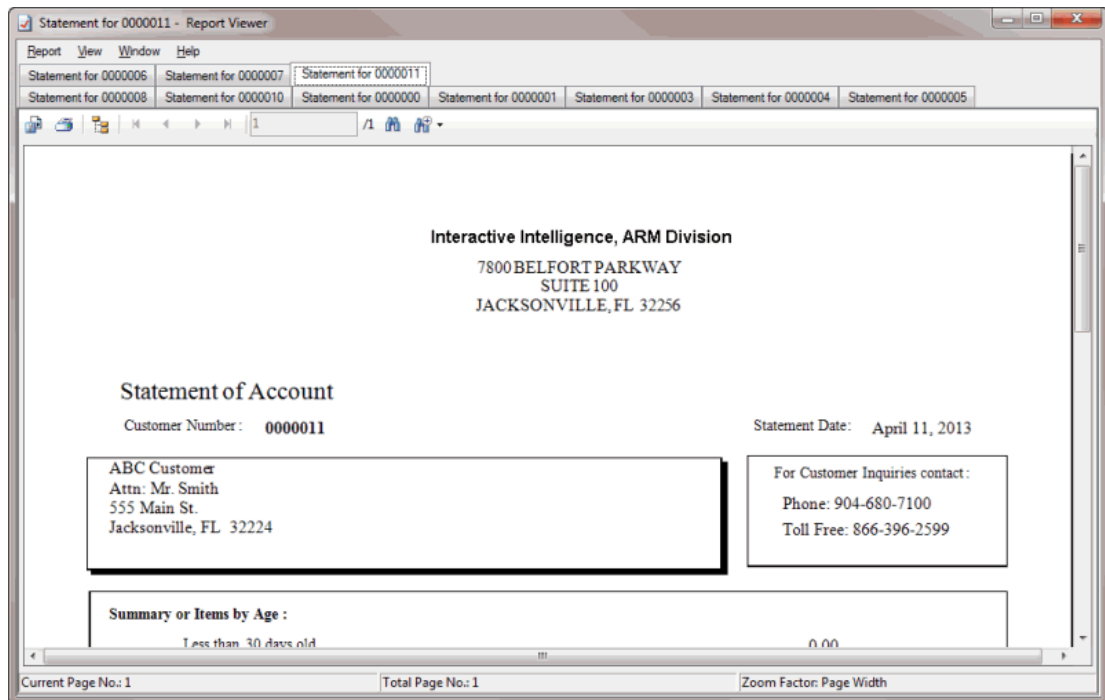 Statement for 0000011 - Report Viewer
Report View Window Help
Statement for 0000006 Statement for 0000007 Statement for 0000011
Statement for 0000008 Statement for 0000010 Statement for 0000000 Statement for 0000001 Statement for 0000003 Statement for 0000004 Statement for 0000005
1 /1
Interactive Intelligence, ARM Division
7800 BELFORT PARKWAY
SUITE 100
JACKSONVILLE, FL 32256
Statement of Account
Customer Number: 0000011 Statement Date: April 11, 2013
ABC Customer
Attn: Mr. Smith
555 Main St.
Jacksonville, FL 32224
For Customer Inquiries contact:
Phone: 904-680-7100
Toll Free: 866-396-2599
Summary or Items by Age :
Less than 30 days old 0.00
Current Page No.: 1 Total Page No.: 1 Zoom Factor: Page Width